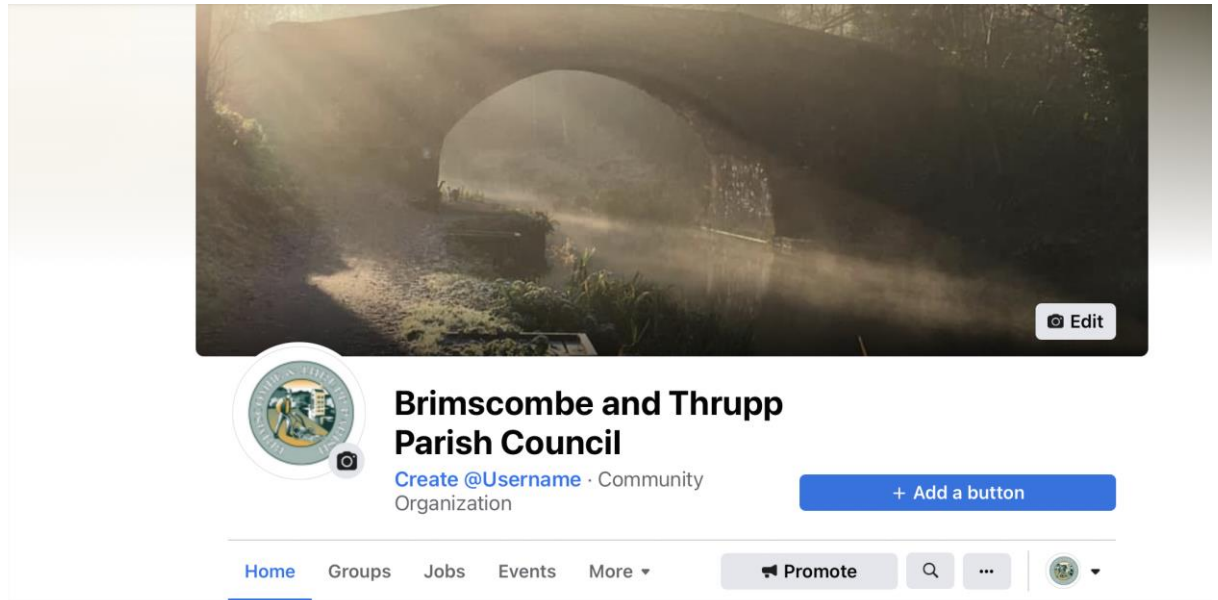 Edit
Brimscombe and Thrupp
Parish Council
Create @Username · Community
Organization
+ Add a button
Home Groups Jobs Events More
Promote